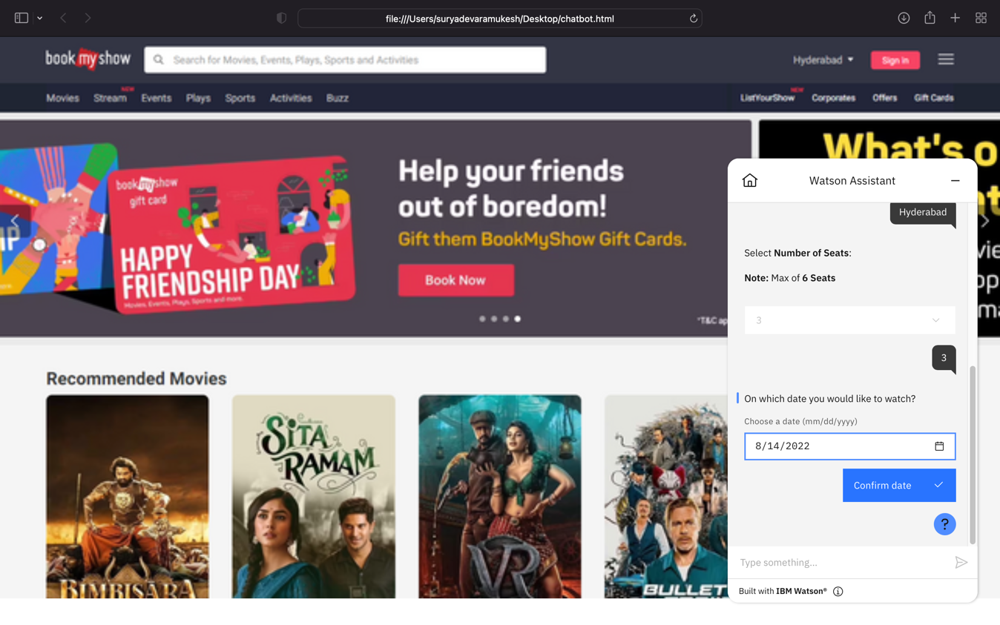 file:///Users/suryadevaramukesh/Desktop/chatbot.html
book my show
Search for Movies, Events, Plays, Sports and Activities
Hyderabad
Sign in
Movies
Stream NEW
Events
Plays
Sports
Activities
Buzz
ListYourShow NEW
Corporates
Offers
Gift Cards
book my show
gift card
HAPPY
FRIENDSHIP DAY
Movies, Events, Plays, Sports and more.
Help your friends
out of boredom!
Gift them BookMyShow Gift Cards.
Book Now
*T&C ap
What's o
Recommended Movies
BIMBISARA
SITA
RAMAM
VR
BULLET
Watson Assistant
Hyderabad
Select Number of Seats:
Note: Max of 6 Seats
3
3
On which date you would like to watch?
Choose a date (mm/dd/yyyy)
8/14/2022
Confirm date
?
Type something...
Built with IBM Watson®